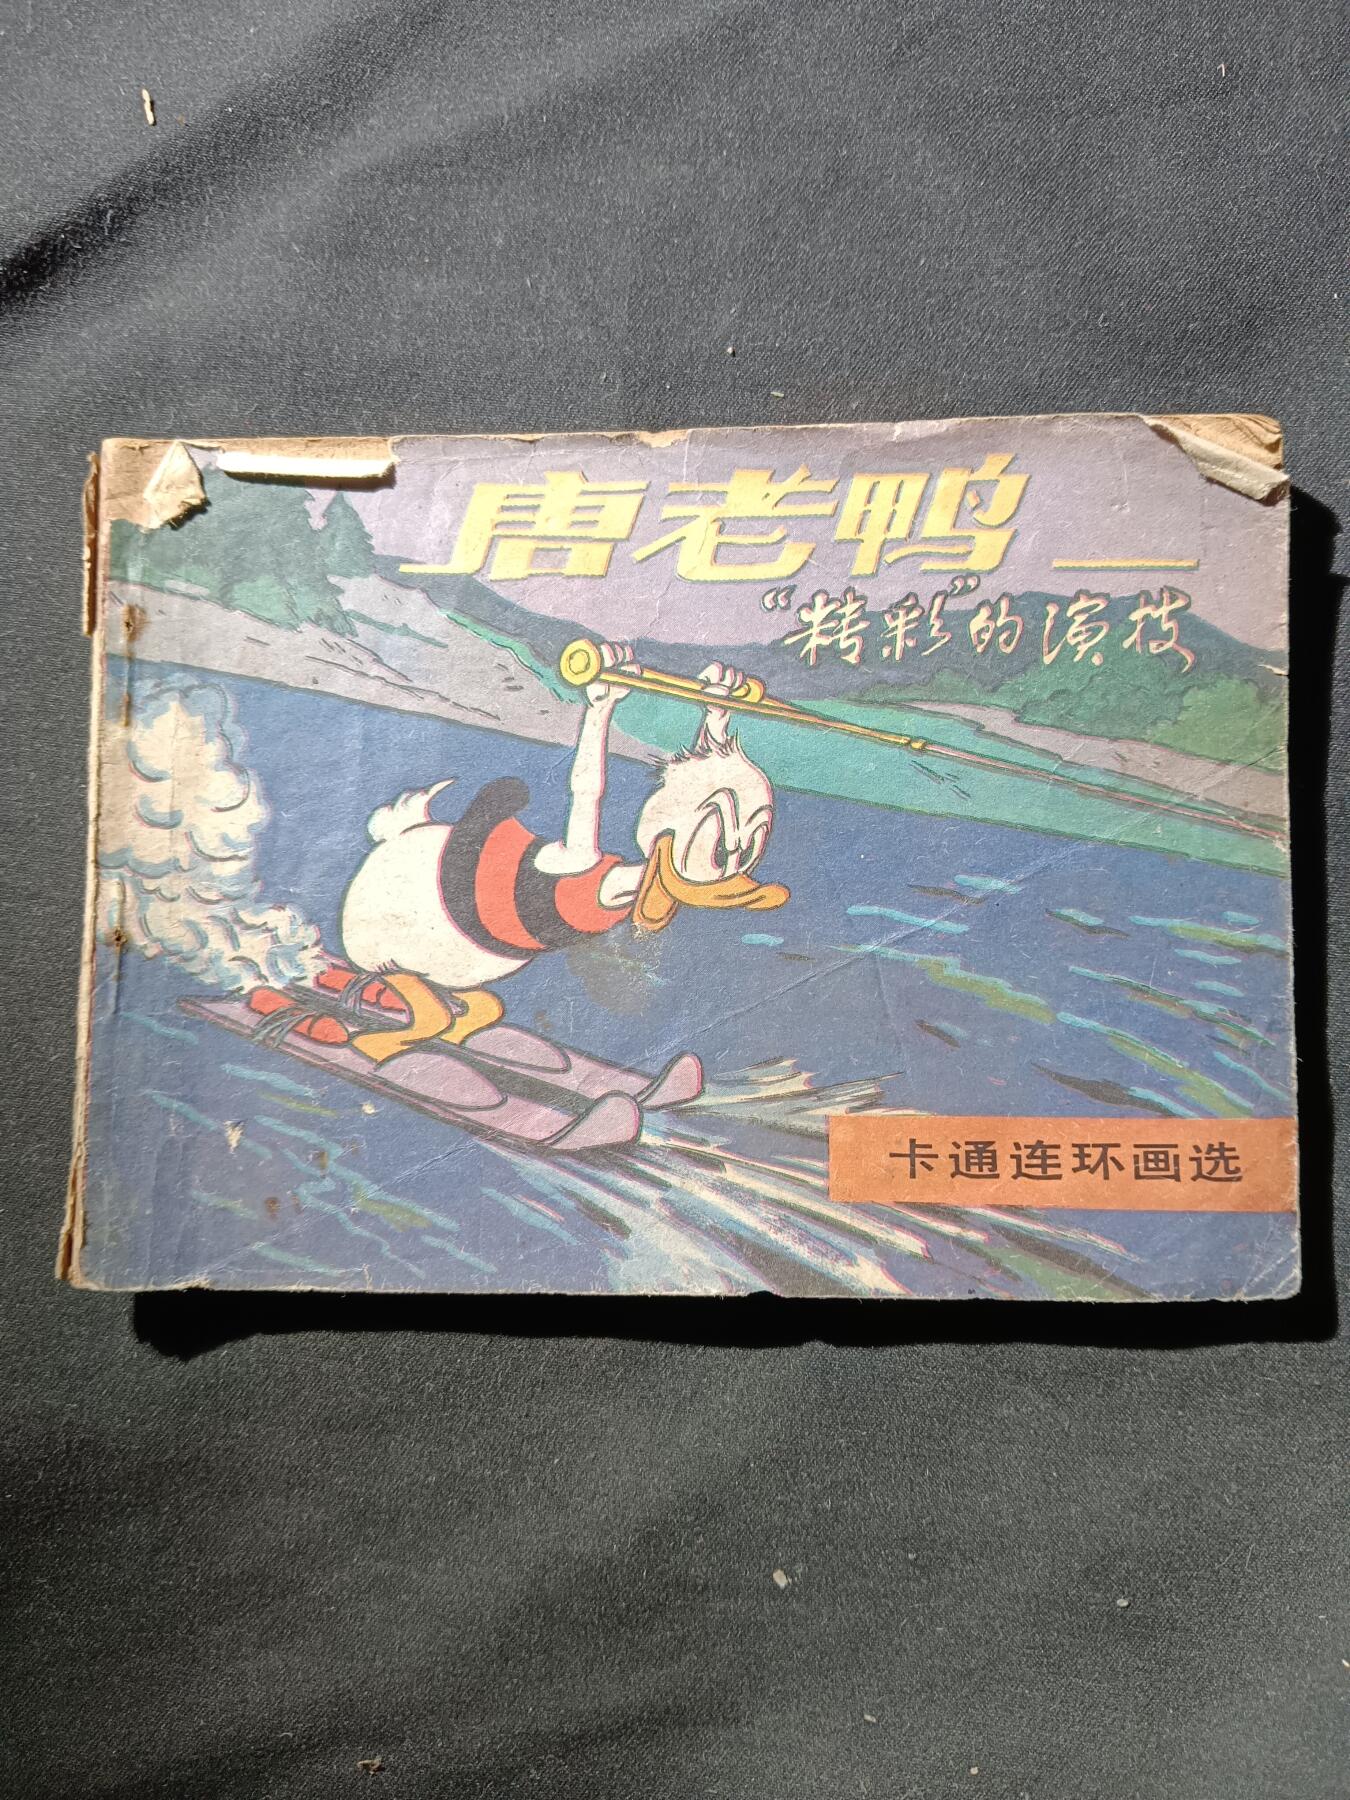 唐老鸭—
“精彩”的演技
卡通连环画选